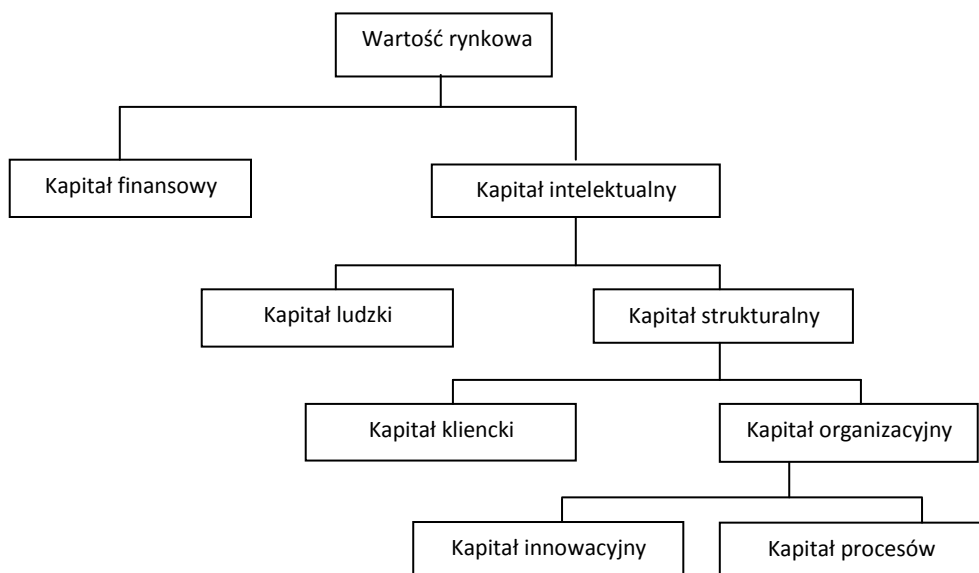 Wartość rynkowa
Kapitał finansowy
Kapitał intelektualny
Kapitał ludzki
Kapitał strukturalny
Kapitał kliencki
Kapitał organizacyjny
Kapitał innowacyjny
Kapitał procesów